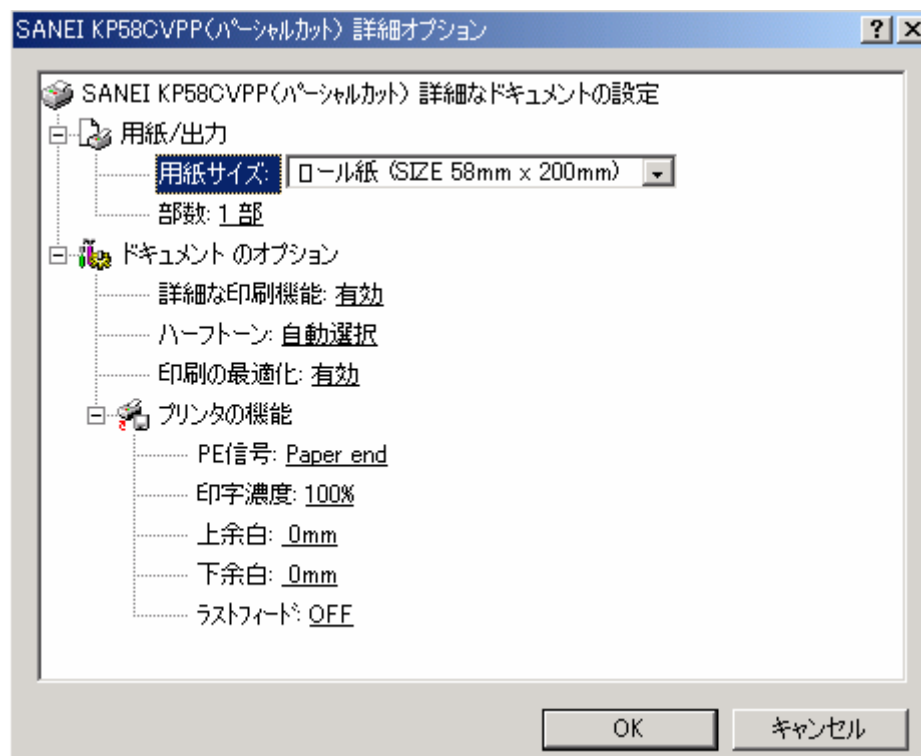 SANEI KP58CVPP(ﾊﾟｰｼｬﾙｶｯﾄ) 詳細オプション
SANEI KP58CVPP(ﾊﾟｰｼｬﾙｶｯﾄ) 詳細なドキュメントの設定
用紙/出力
用紙サイズ: ロール紙 (SIZE 58mm x 200mm)
部数: 1 部
ドキュメント のオプション
詳細な印刷機能: 有効
ハーフトーン: 自動選択
印刷の最適化: 有効
プリンタの機能
PE信号: Paper end
印字濃度: 100%
上余白: 0mm
下余白: 0mm
ﾗｽﾄﾌｨｰﾄﾞ: OFF
OK キャンセル